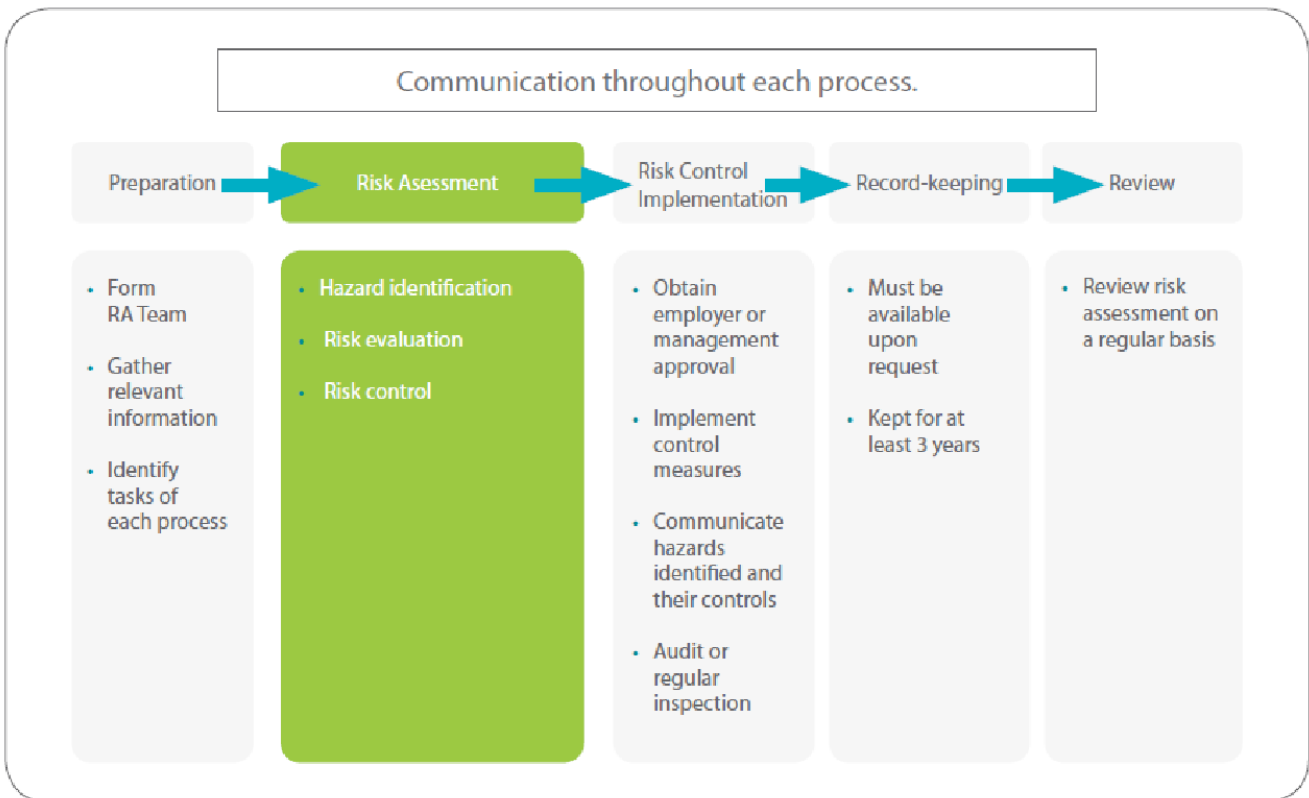 Communication throughout each process.
Preparation
Risk Asessment
Risk Control
Implementation
Record-keeping
Review
• Form
RA Team
• Gather
relevant
information
• Identify
tasks of
each process
• Hazard identification
• Risk evaluation
• Risk control
• Obtain
employer or
management
approval
• Implement
control
measures
• Communicate
hazards
identified and
their controls
• Audit or
regular
inspection
• Must be
available
upon
request
• Kept for at
least 3 years
• Review risk
assessment on
a regular basis